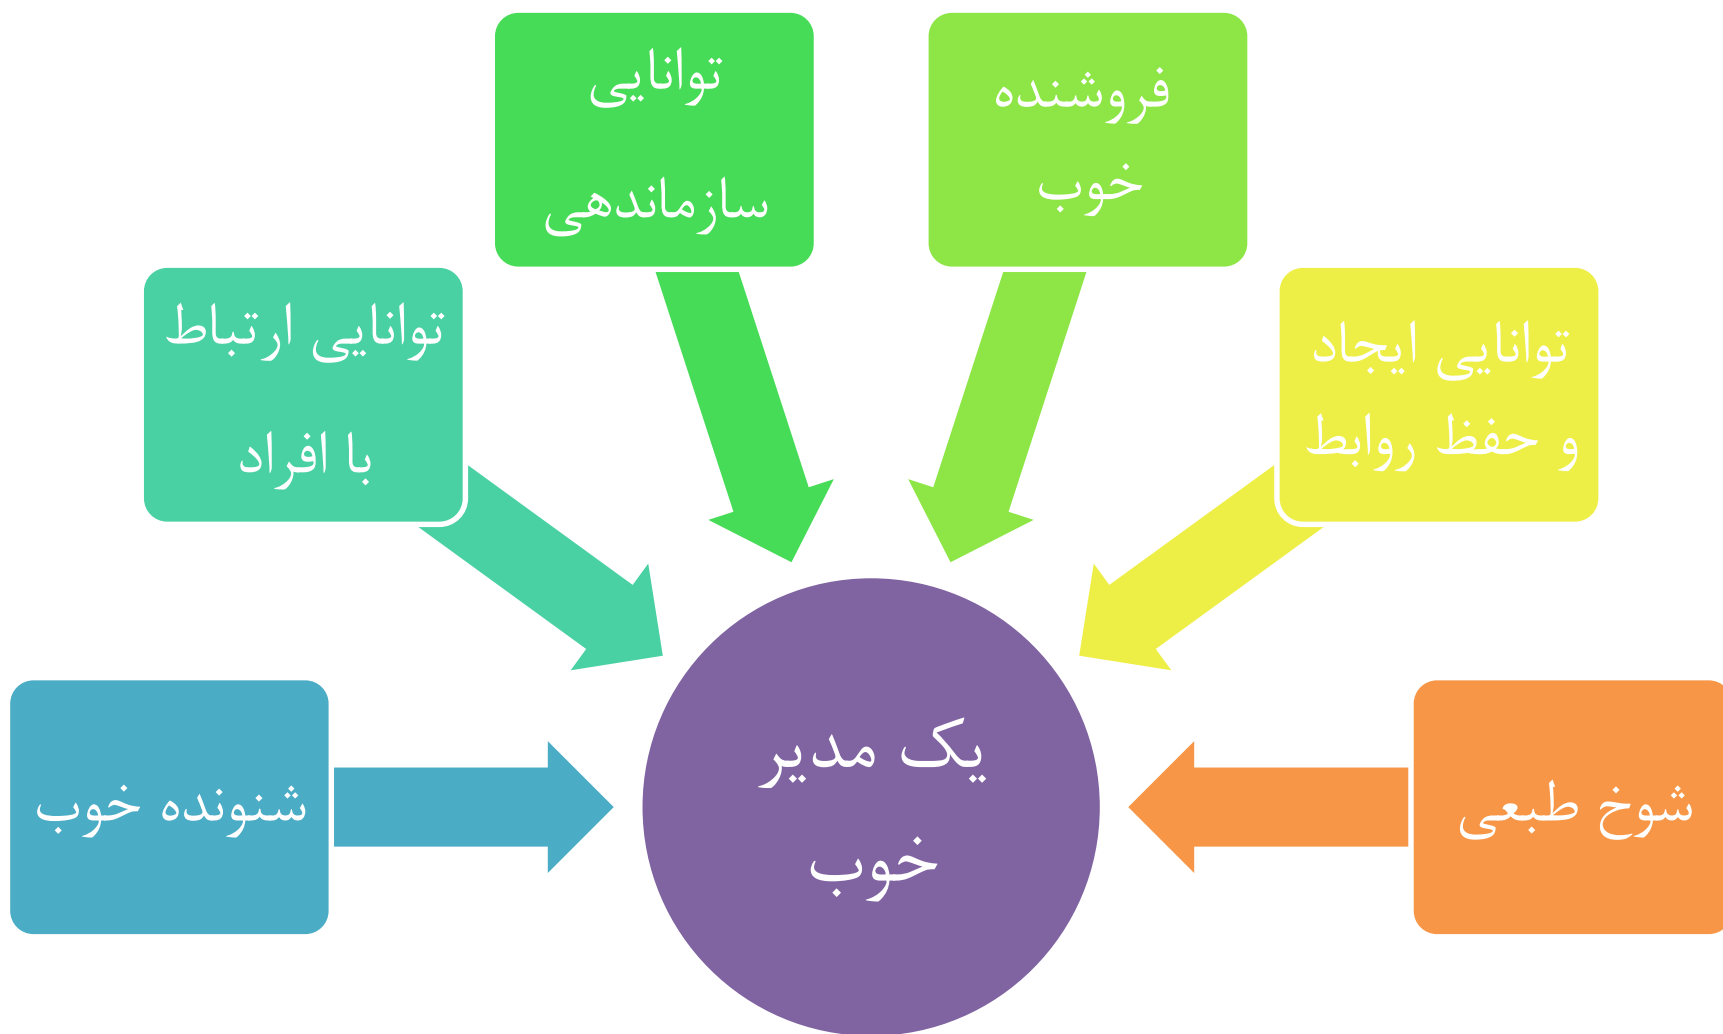 توانایی
سازماندهی
فروشنده
خوب
توانایی ارتباط
با افراد
توانایی ایجاد
و حفظ روابط
شنونده خوب
یک مدیر
خوب
شوخ طبعی